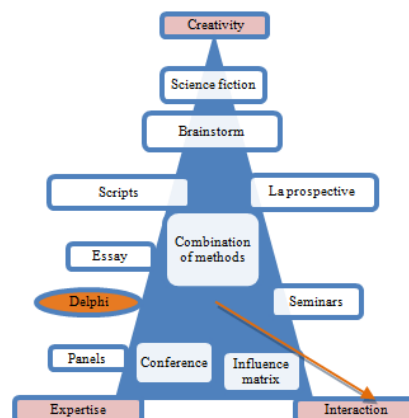 Creativity
Science fiction
Brainstorm
Scripts
La prospective
Combination
of methods
Essay
Delphi
Seminars
Panels
Conference
Influence
matrix
Expertise
Interaction